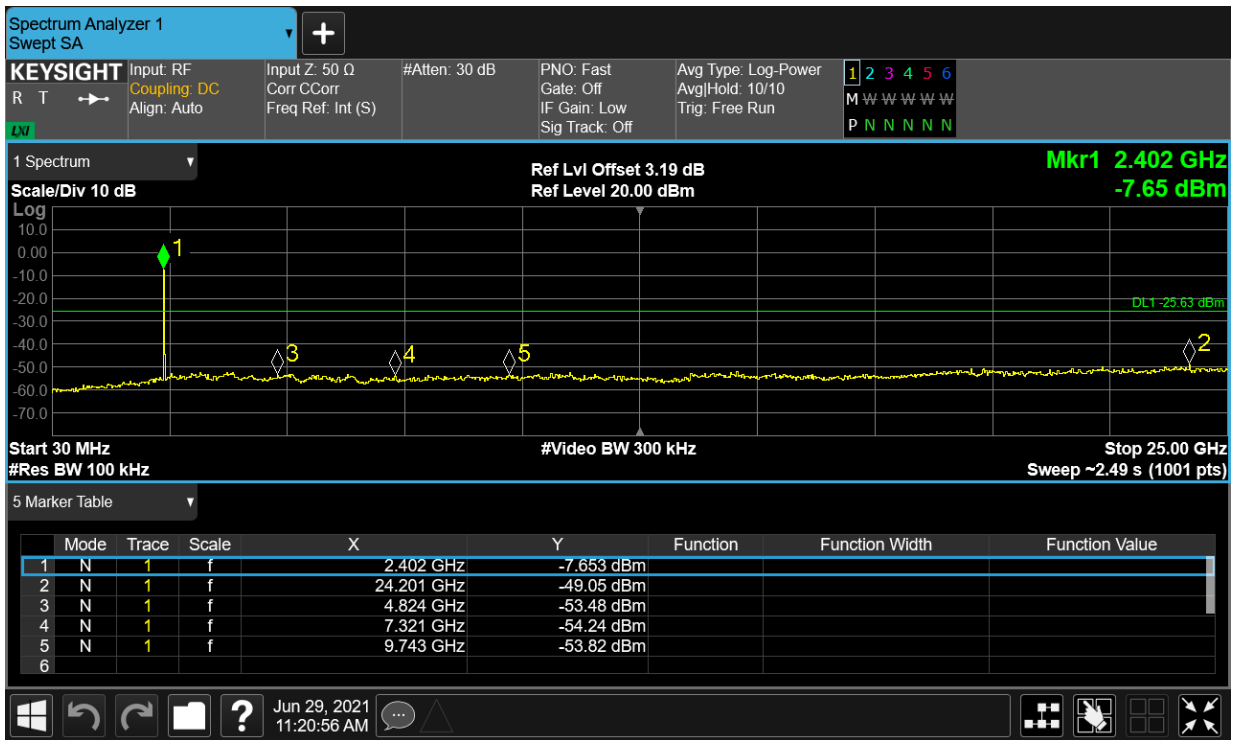 Spectrum Analyzer 1
Swept SA
KEYSIGHT Input: RF Input Z: 50 Ω #Atten: 30 dB PNO: Fast Avg Type: Log-Power 1 2 3 4 5 6
R T Coupling: DC Corr CCorr Gate: Off Avg|Hold: 10/10 M W W W W W
Align: Auto Freq Ref: Int (S) IF Gain: Low Trig: Free Run
LXI Sig Track: Off P N N N N N N
1 Spectrum
Ref Lvl Offset 3.19 dB Mkr1 2.402 GHz
Scale/Div 10 dB Ref Level 20.00 dBm -7.65 dBm
Log
10.0
0.00
-10.0
-20.0
-30.0
-40.0
-50.0
-60.0
-70.0
1
DL1 -25.63 dBm
3 4 5 2
Start 30 MHz #Video BW 300 kHz Stop 25.00 GHz
#Res BW 100 kHz Sweep ~2.49 s (1001 pts)
5 Marker Table
Mode Trace Scale X Y Function Function Width Function Value
1 N 1 f 2.402 GHz -7.653 dBm
2 N 1 f 24.201 GHz -49.05 dBm
3 N 1 f 4.824 GHz -53.48 dBm
4 N 1 f 7.321 GHz -54.24 dBm
5 N 1 f 9.743 GHz -53.82 dBm
6
? Jun 29, 2021
11:20:56 AM